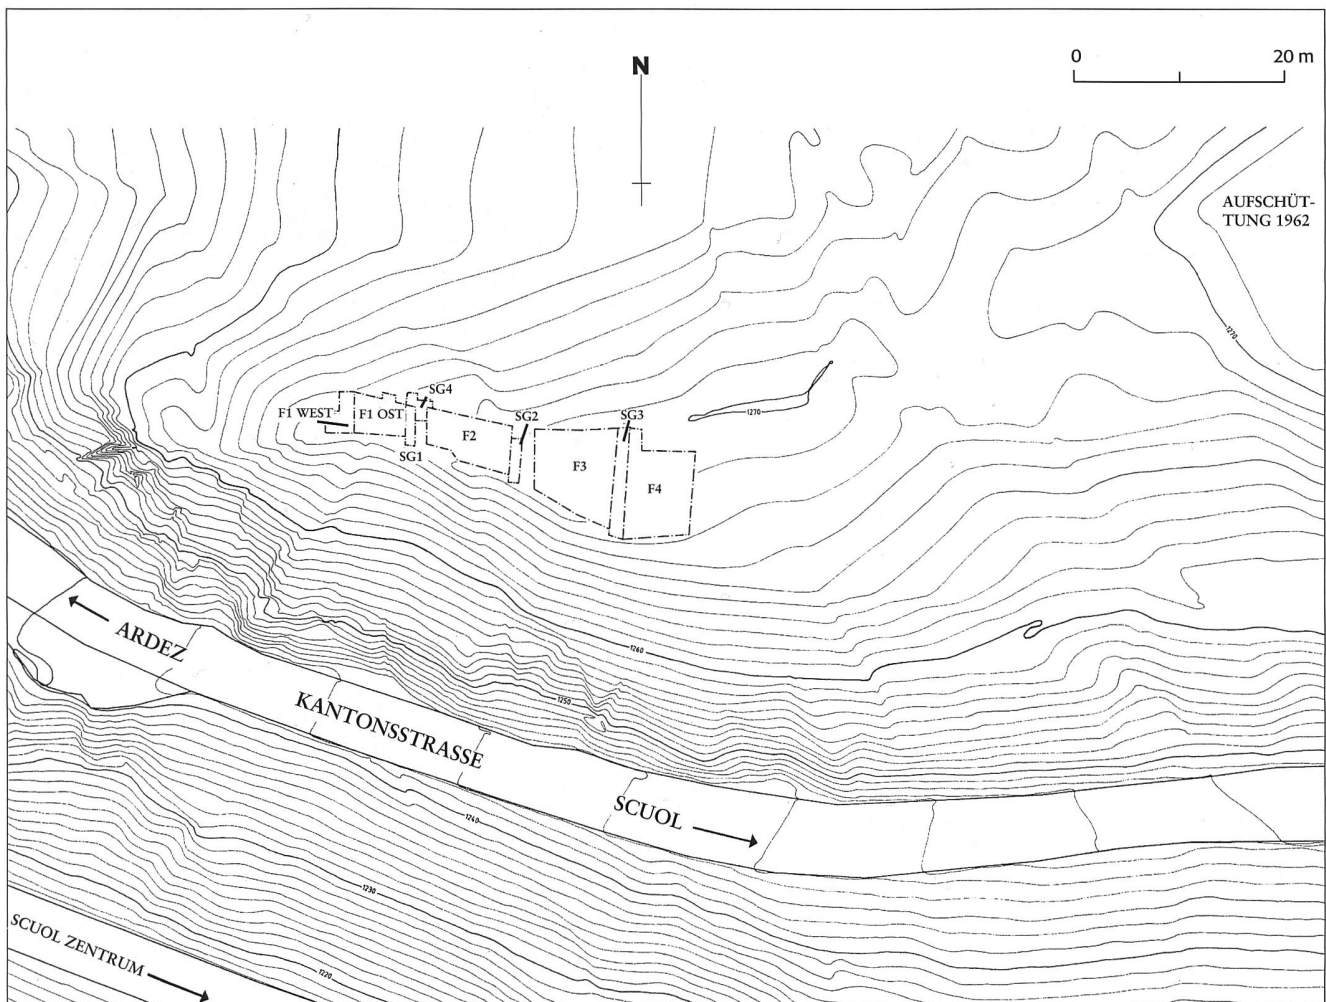 N
0 20 m
AUFSCHÜT-
TUNG 1962
1270
SG4
F1 WEST
F1 OST
SG2
SG3
1270
F2
SG1
F3
F4
ARDEZ
1260
KANTONSSTRASSE
1250
SCUOL
1240
1230
SCUOL ZENTRUM
1220